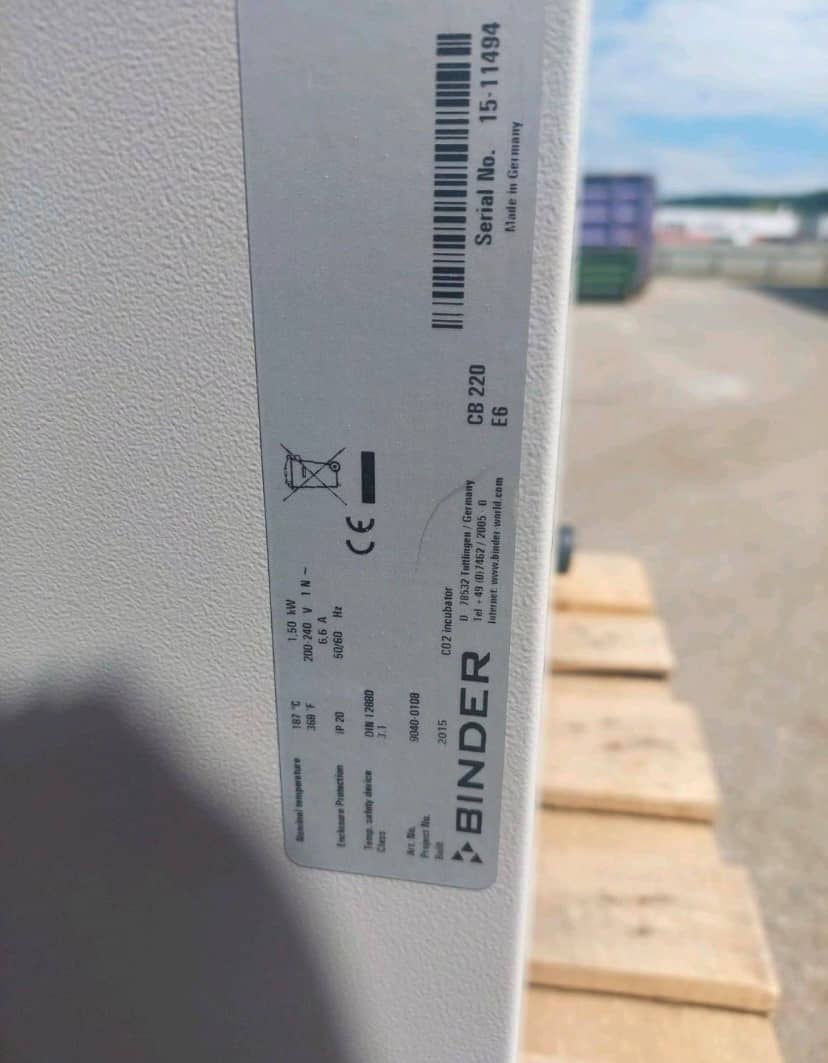 Nominal temperature 187 °C
368 °F
1,50 kW
200-240 V 1 N ~
6,6 A
50/60 Hz
Enclosure Protection IP 20
Temp. safety device DIN 12880
Class 3.1
Art. No. 9040-0108
Project No.
Built 2015
CE
BINDER
CO2 incubator
D - 78532 Tuttlingen / Germany
Tel + 49 (0)7462 / 2005 - 0
Internet: www.binder-world.com
CB 220
E6
Serial No. 15-11494
Made in Germany